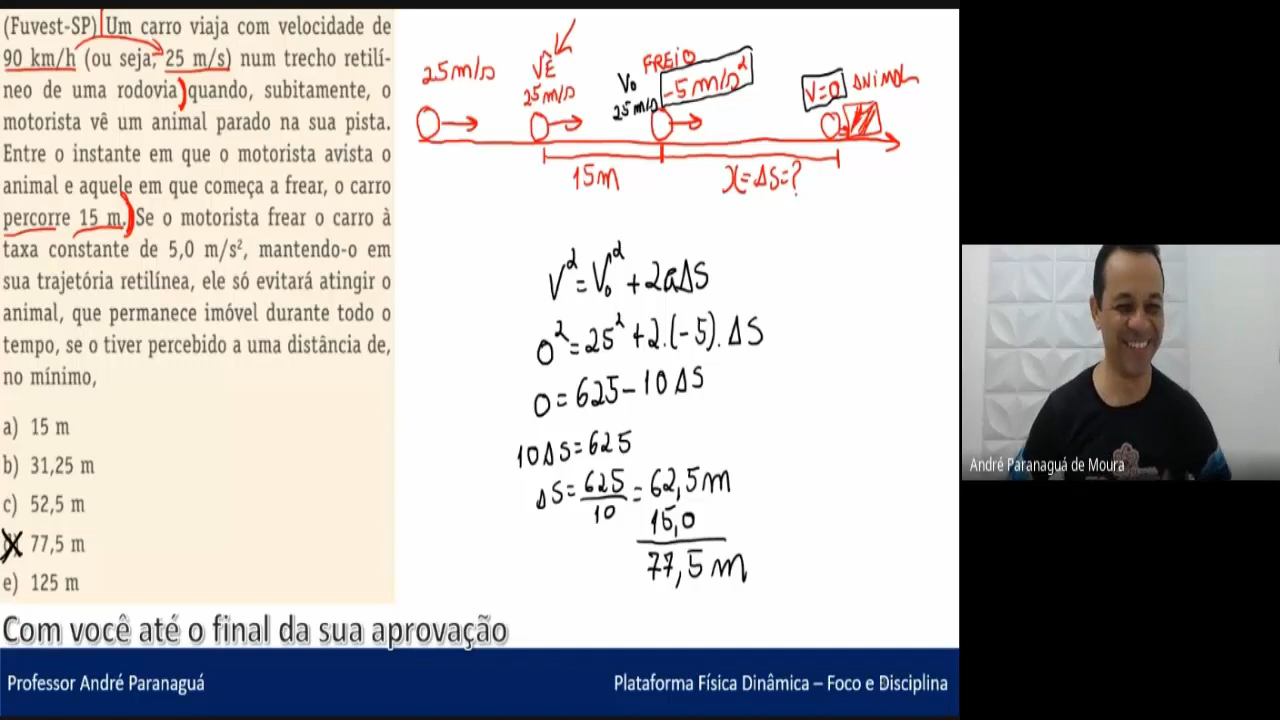 (Fuvest-SP) Um carro viaja com velocidade de
90 km/h (ou seja, 25 m/s) num trecho retilí-
neo de uma rodovia quando, subitamente, o
motorista vê um animal parado na sua pista.
Entre o instante em que o motorista avista o
animal e aquele em que começa a frear, o carro
percorre 15 m. Se o motorista frear o carro à
taxa constante de 5,0 m/s², mantendo-o em
sua trajetória retilínea, ele só evitará atingir o
animal, que permanece imóvel durante todo o
tempo, se o tiver percebido a uma distância de,
no mínimo,
a) 15 m
b) 31,25 m
c) 52,5 m
77,5 m
e) 125 m
25m/s
VÊ
25m/s
V₀
25m/s
FREIO
-5m/s²
V=0
ANIMAL
15m
X=ΔS=?
V²=V₀²+2aΔS
0²=25²+2.(-5).ΔS
0=625-10ΔS
10ΔS=625
ΔS=625/10=62,5m
15,0
77,5m
Com você até o final da sua aprovação
Professor André Paranaguá
Plataforma Física Dinâmica – Foco e Disciplina
André Paranaguá de Moura